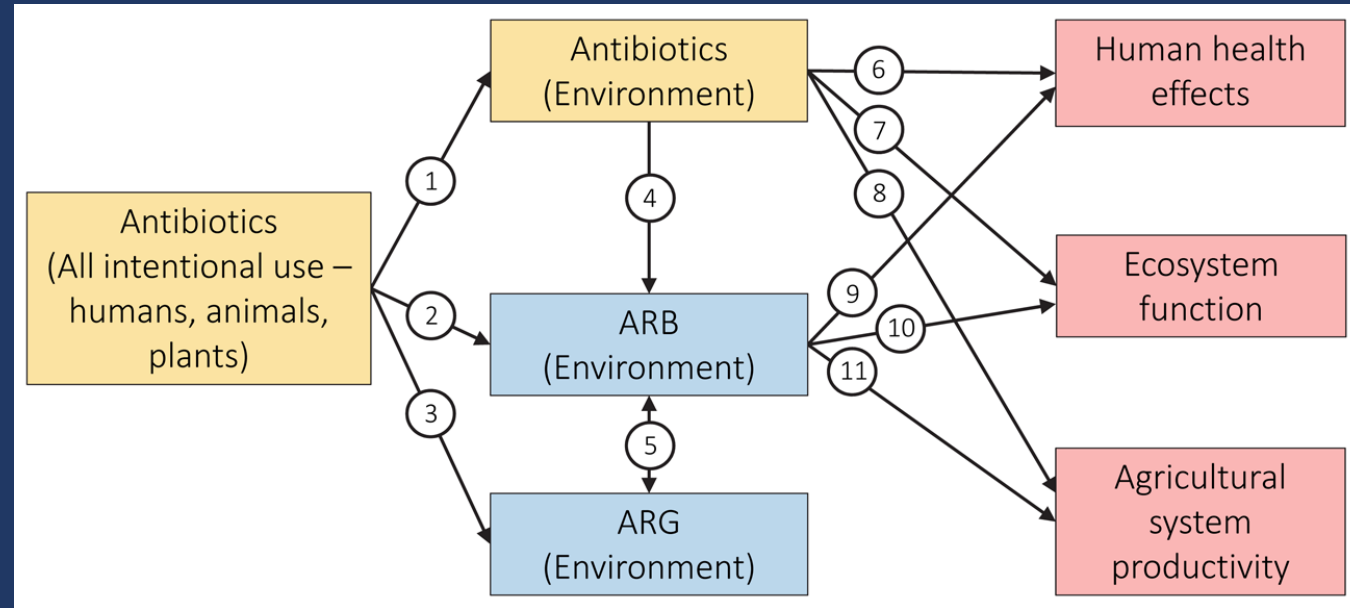 Antibiotics
(All intentional use –
humans, animals,
plants)
1
2
3
Antibiotics
(Environment)
4
ARB
(Environment)
5
ARG
(Environment)
6
7
8
9
10
11
Human health
effects
Ecosystem
function
Agricultural
system
productivity